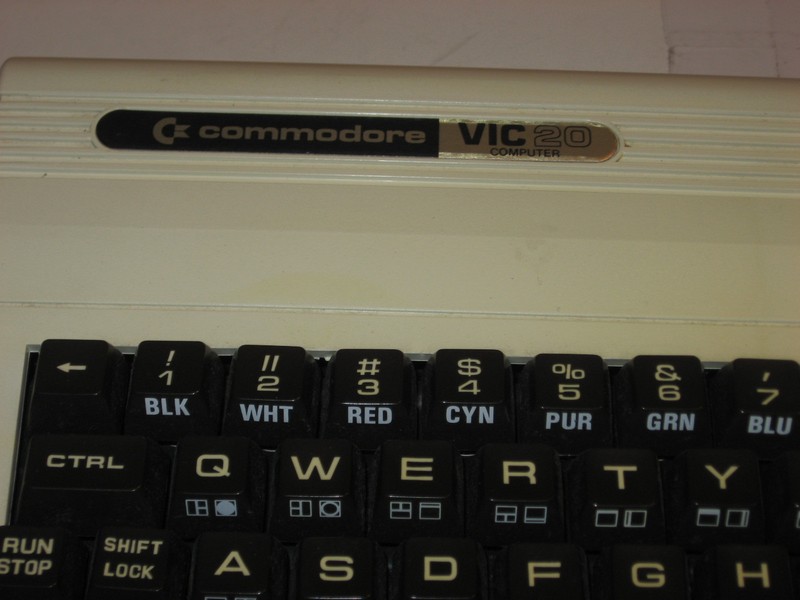 commodore VIC 20
COMPUTER
← ! " # $ % & '
1 2 3 4 5 6 7
BLK WHT RED CYN PUR GRN BLU
CTRL Q W E R T Y
RUN STOP SHIFT LOCK A S D F G H